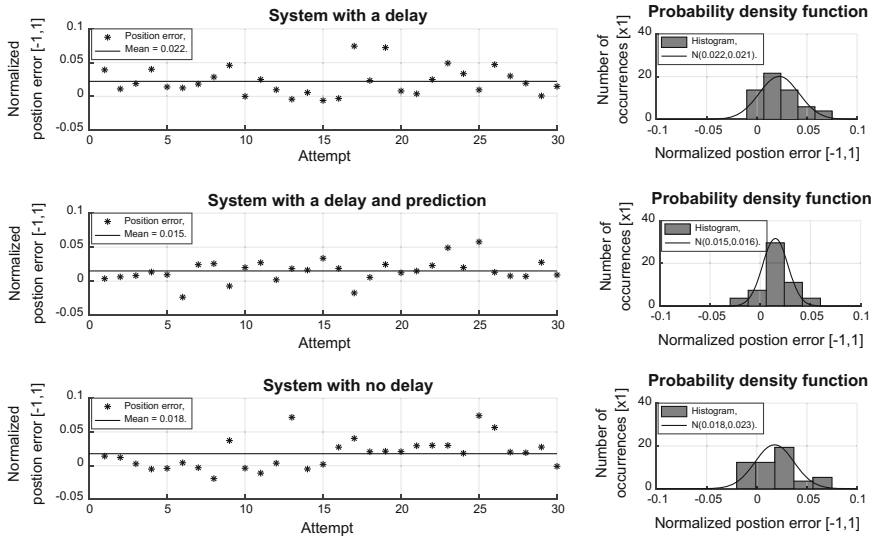 System with a delay
Normalized
postion error [-1,1]
0.1
0.05
0
-0.05
Position error,
Mean = 0.022.
0 5 10 15 20 25 30
Attempt
Probability density function
Number of
occurrences [x1]
40
20
0
Histogram,
N(0.022,0.021).
-0.1 -0.05 0 0.05 0.1
Normalized postion error [-1,1]
System with a delay and prediction
Normalized
postion error [-1,1]
0.1
0.05
0
-0.05
Position error,
Mean = 0.015.
0 5 10 15 20 25 30
Attempt
Probability density function
Number of
occurrences [x1]
40
20
0
Histogram,
N(0.015,0.016).
-0.1 -0.05 0 0.05 0.1
Normalized postion error [-1,1]
System with no delay
Normalized
postion error [-1,1]
0.1
0.05
0
-0.05
Position error,
Mean = 0.018.
0 5 10 15 20 25 30
Attempt
Probability density function
Number of
occurrences [x1]
40
20
0
Histogram,
N(0.018,0.023).
-0.1 -0.05 0 0.05 0.1
Normalized postion error [-1,1]